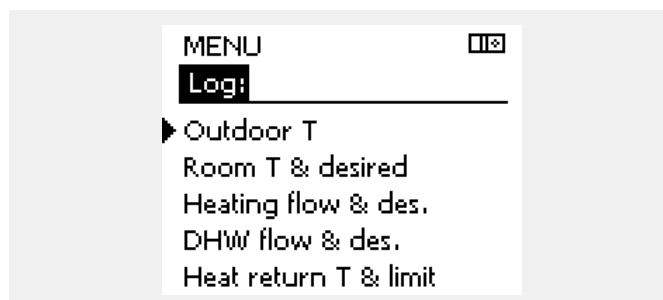 MENU
Log:
Outdoor T
Room T & desired
Heating flow & des.
DHW flow & des.
Heat return T & limit